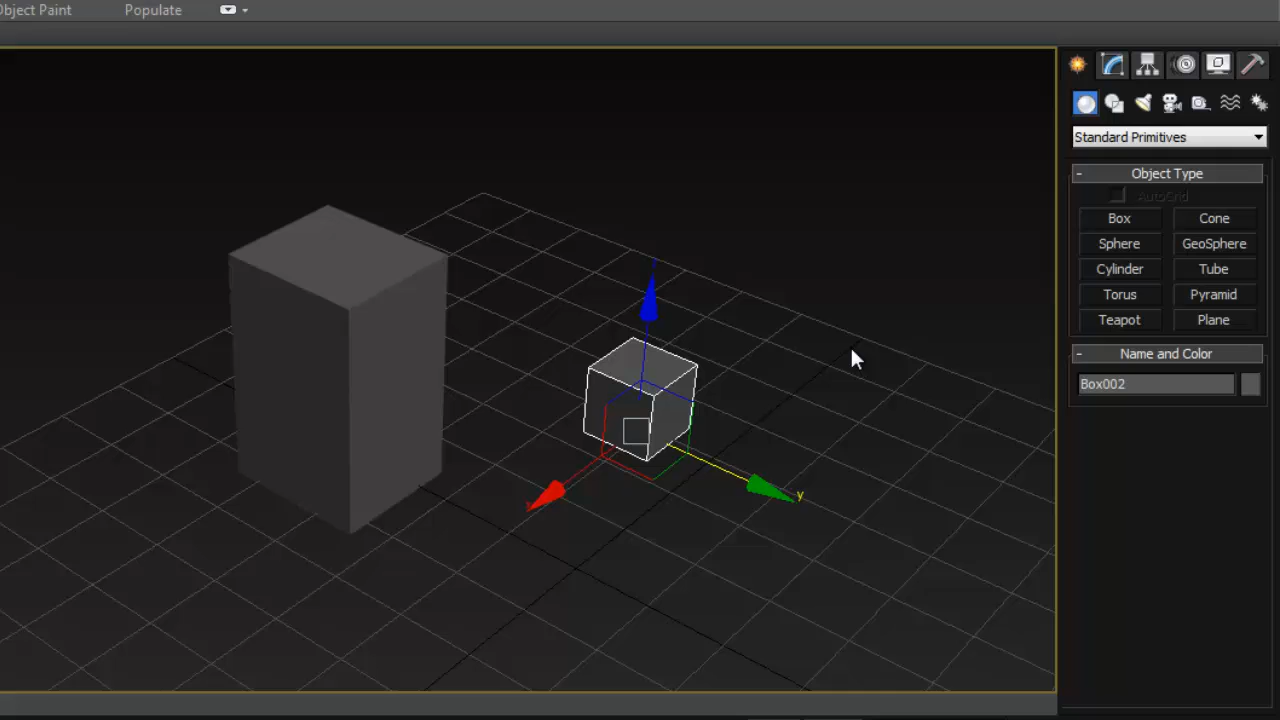 Object Paint
Populate
Standard Primitives
- Object Type
AutoGrid
Box
Cone
Sphere
GeoSphere
Cylinder
Tube
Torus
Pyramid
Teapot
Plane
- Name and Color
Box002
y